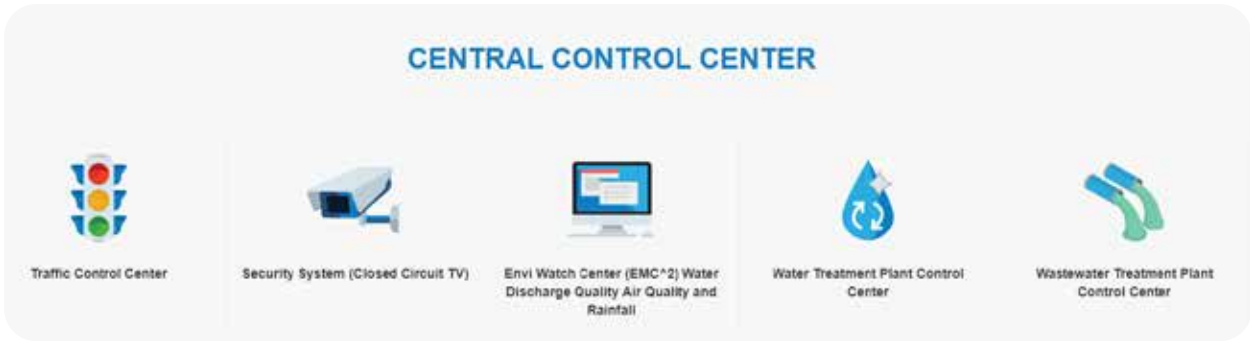 CENTRAL CONTROL CENTER
Traffic Control Center
Security System (Closed Circuit TV)
Envi Watch Center (EMC^2) Water
Discharge Quality Air Quality and
Rainfall
Water Treatment Plant Control
Center
Wastewater Treatment Plant
Control Center